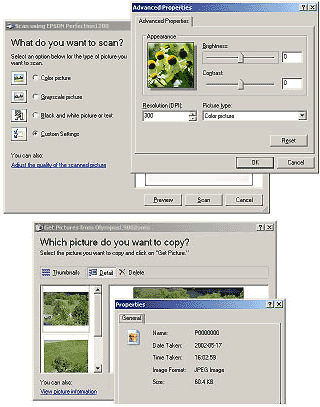 Scan using EPSON Perfection1200
What do you want to scan?
Select an option below for the type of picture you
want to scan.
Color picture
Grayscale picture
Black and white picture or text
Custom Settings
You can also:
Adjust the quality of the scanned picture
Preview
Scan
Cancel
Advanced Properties
Advanced Properties
Appearance
Brightness:
0
Contrast:
0
Resolution (DPI):
300
Picture type:
Color picture
Reset
OK
Cancel
Get Pictures from Olympus
Which picture do you want to copy?
Select the picture you want to copy and click on "Get Picture."
Thumbnails
Detail
Delete
You can also:
View picture information
Properties
General
Name:
P0000000
Date Taken:
2002-05-17
Time Taken:
16:02:59
Image Format:
JPEG Image
Size:
60.4 KB